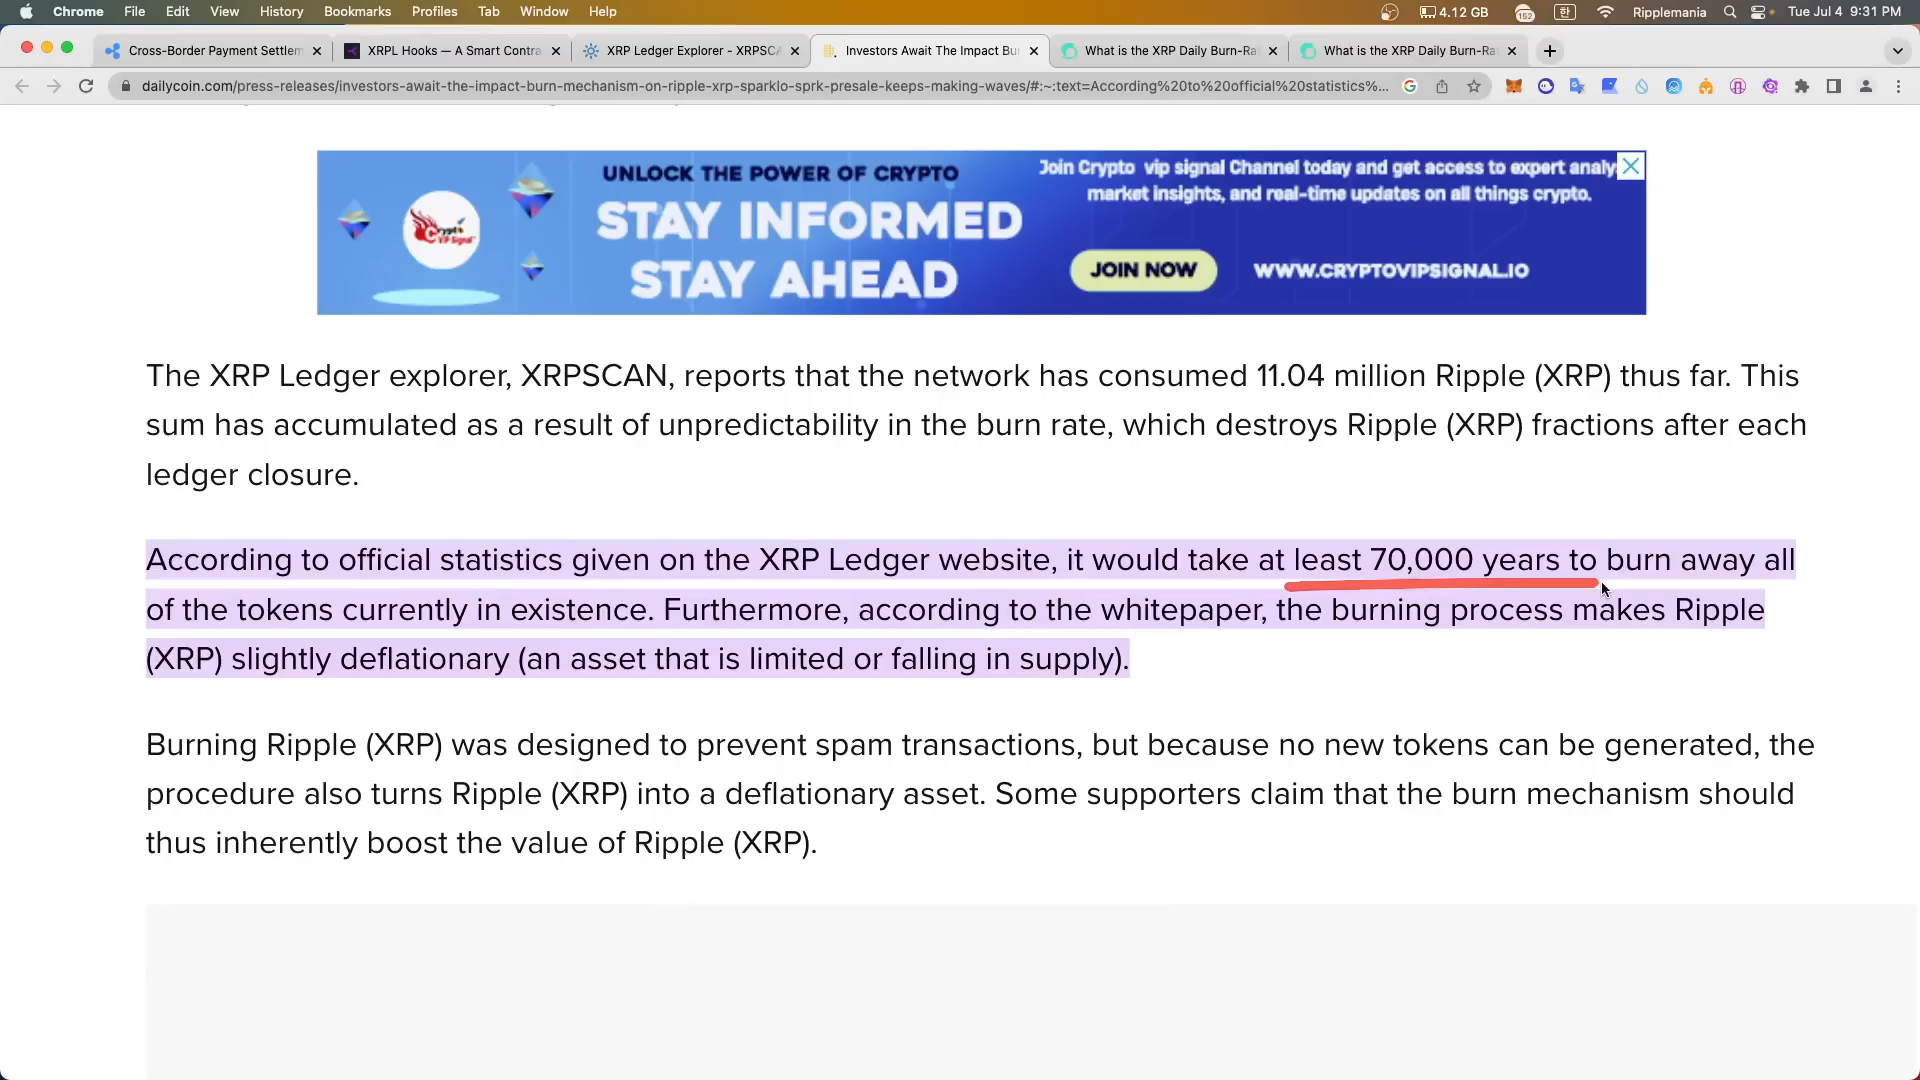 Chrome File Edit View History Bookmarks Profiles Tab Window Help 4.12 GB 152 한 Ripplemania Tue Jul 4 9:31 PM
Cross-Border Payment Settlem XRPL Hooks — A Smart Contra XRP Ledger Explorer - XRPSCA Investors Await The Impact Bu What is the XRP Daily Burn-Ra What is the XRP Daily Burn-Ra
dailycoin.com/press-releases/investors-await-the-impact-burn-mechanism-on-ripple-xrp-sparklo-sprk-presale-keeps-making-waves/#:~:text=According%20to%20official%20statistics%...
UNLOCK THE POWER OF CRYPTO
STAY INFORMED
STAY AHEAD
Crypto
VIP Signal
Join Crypto vip signal Channel today and get access to expert analy
market insights, and real-time updates on all things crypto.
JOIN NOW WWW.CRYPTOVIPSIGNAL.IO
The XRP Ledger explorer, XRPSCAN, reports that the network has consumed 11.04 million Ripple (XRP) thus far. This
sum has accumulated as a result of unpredictability in the burn rate, which destroys Ripple (XRP) fractions after each
ledger closure.
According to official statistics given on the XRP Ledger website, it would take at least 70,000 years to burn away all
of the tokens currently in existence. Furthermore, according to the whitepaper, the burning process makes Ripple
(XRP) slightly deflationary (an asset that is limited or falling in supply).
Burning Ripple (XRP) was designed to prevent spam transactions, but because no new tokens can be generated, the
procedure also turns Ripple (XRP) into a deflationary asset. Some supporters claim that the burn mechanism should
thus inherently boost the value of Ripple (XRP).